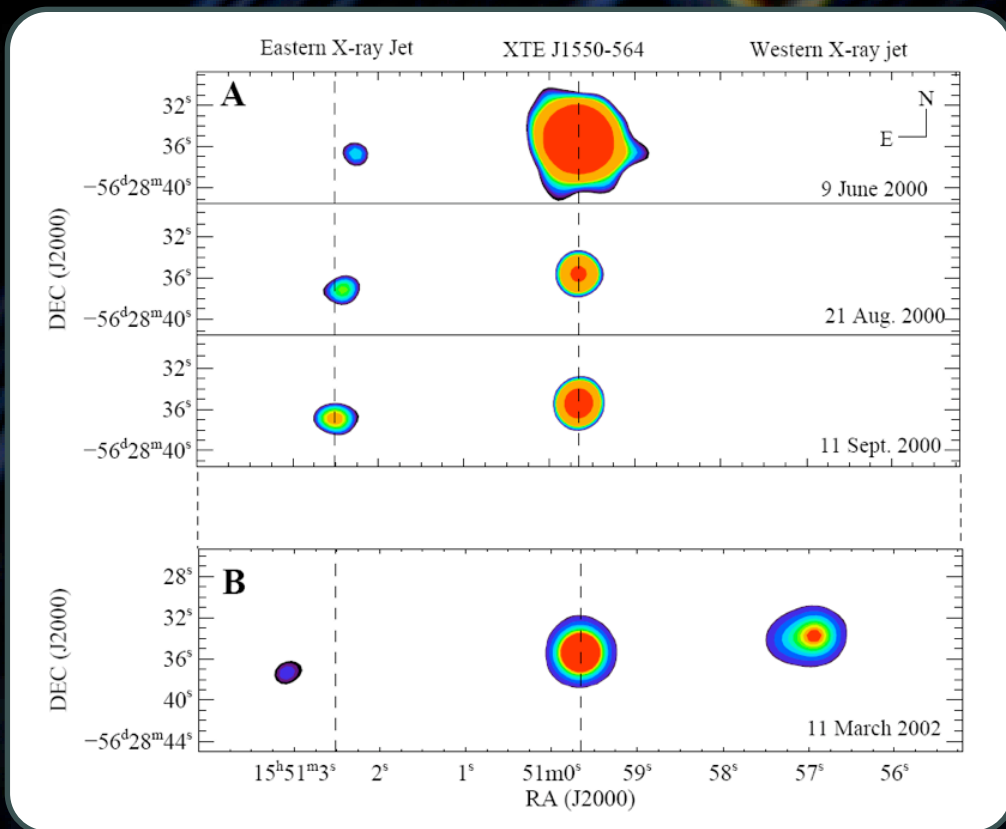 Eastern X-ray Jet XTE J1550-564 Western X-ray jet
A
N
E
32ˢ
36ˢ
−56ᵈ28ᵐ40ˢ
9 June 2000
32ˢ
36ˢ
−56ᵈ28ᵐ40ˢ
21 Aug. 2000
32ˢ
36ˢ
−56ᵈ28ᵐ40ˢ
11 Sept. 2000
DEC (J2000)
B
28ˢ
32ˢ
36ˢ
40ˢ
−56ᵈ28ᵐ44ˢ
11 March 2002
DEC (J2000)
15ʰ51ᵐ3ˢ 2ˢ 1ˢ 51m0ˢ 59ˢ 58ˢ 57ˢ 56ˢ
RA (J2000)